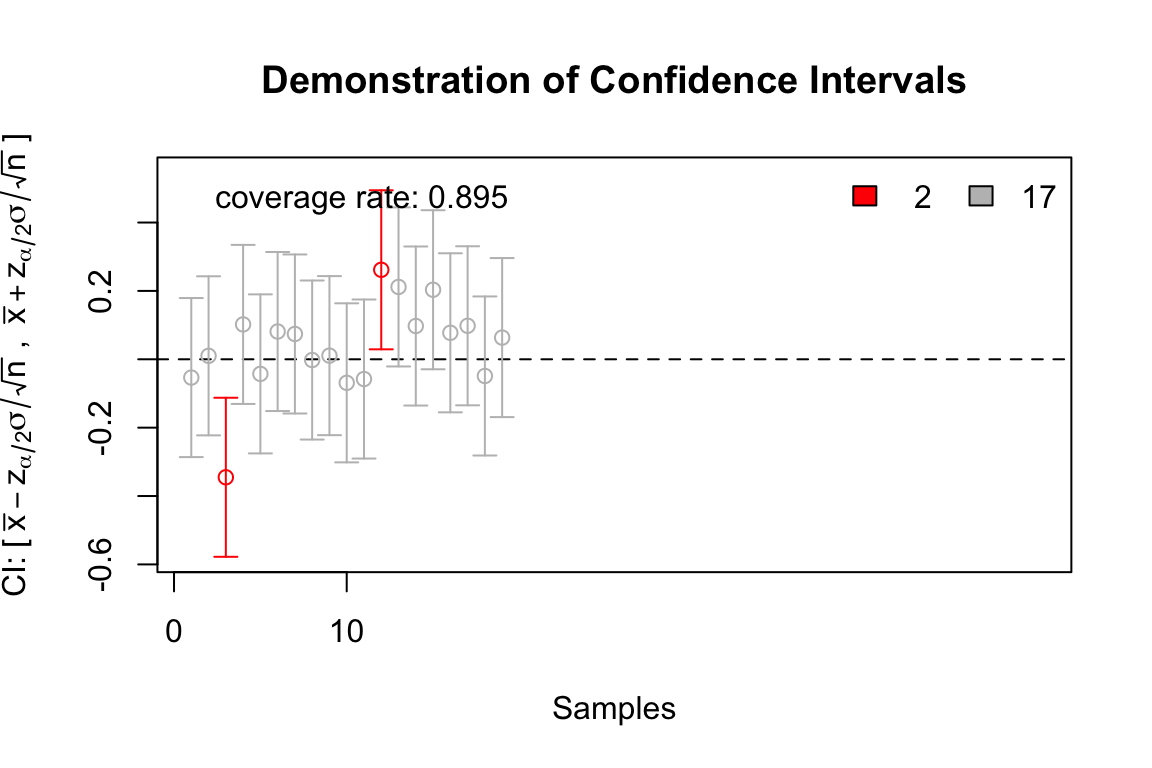 Demonstration of Confidence Intervals
coverage rate: 0.895
2 17
CI: [ x̅ − zα/2σ/√n , x̅ + zα/2σ/√n ]
0.2
-0.2
-0.6
0 10
Samples